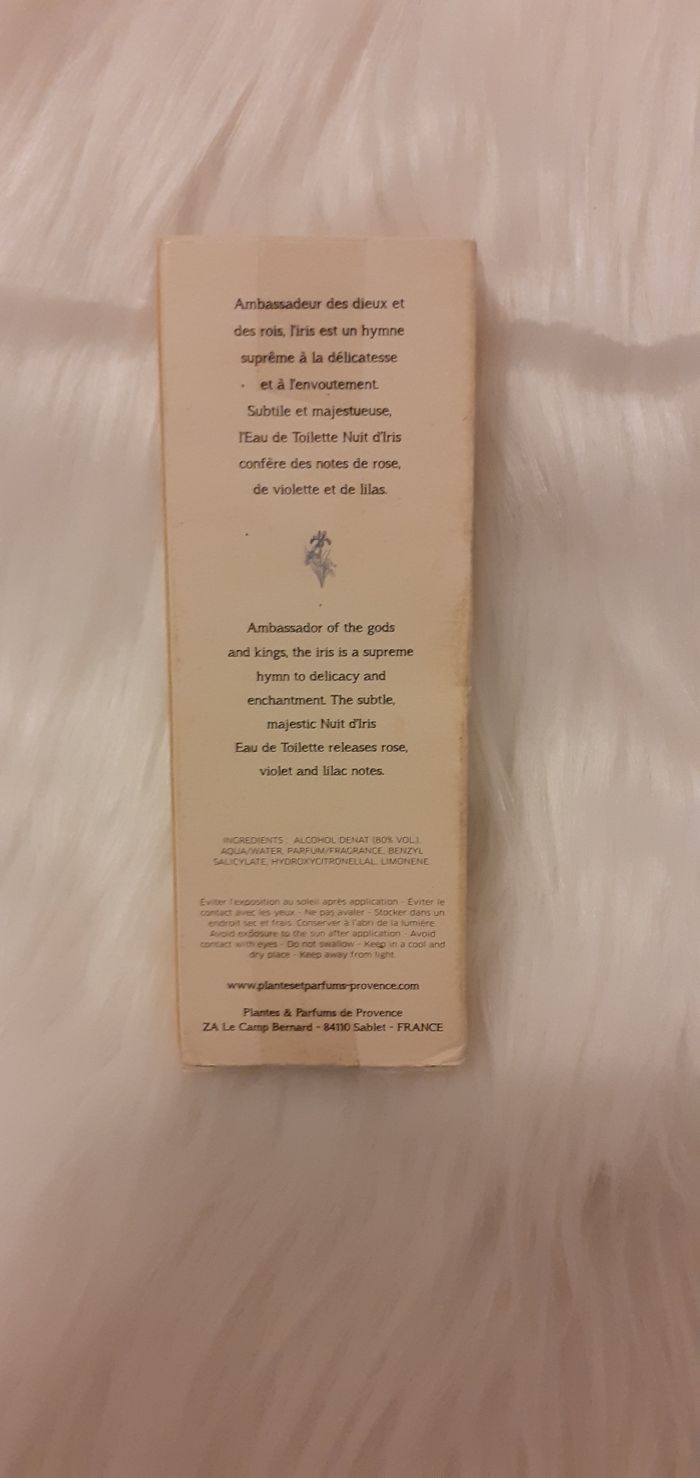 Ambassadeur des dieux et
des rois, l'iris est un hymne
suprême à la délicatesse
et à l'envoutement.
Subtile et majestueuse,
l'Eau de Toilette Nuit d'Iris
confère des notes de rose,
de violette et de lilas.
Ambassador of the gods
and kings, the iris is a supreme
hymn to delicacy and
enchantment. The subtle,
majestic Nuit d'Iris
Eau de Toilette releases rose,
violet and lilac notes.
INGREDIENTS : ALCOHOL DENAT (80% VOL.),
AQUA/WATER, PARFUM/FRAGRANCE, BENZYL
SALICYLATE, HYDROXYCITRONELLAL, LIMONENE
Éviter l'exposition au soleil après application - Éviter le
contact avec les yeux - Ne pas avaler - Stocker dans un
endroit sec et frais. Conserver à l'abri de la lumière.
Avoid exposure to the sun after application - Avoid
contact with eyes - Do not swallow - Keep in a cool and
dry place - Keep away from light.
www.plantesetparfums-provence.com
Plantes & Parfums de Provence
ZA Le Camp Bernard - 84110 Sablet - FRANCE